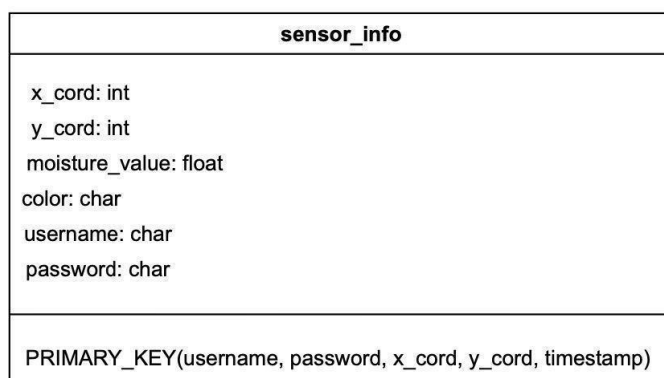 sensor_info
x_cord: int
y_cord: int
moisture_value: float
color: char
username: char
password: char
PRIMARY_KEY(username, password, x_cord, y_cord, timestamp)